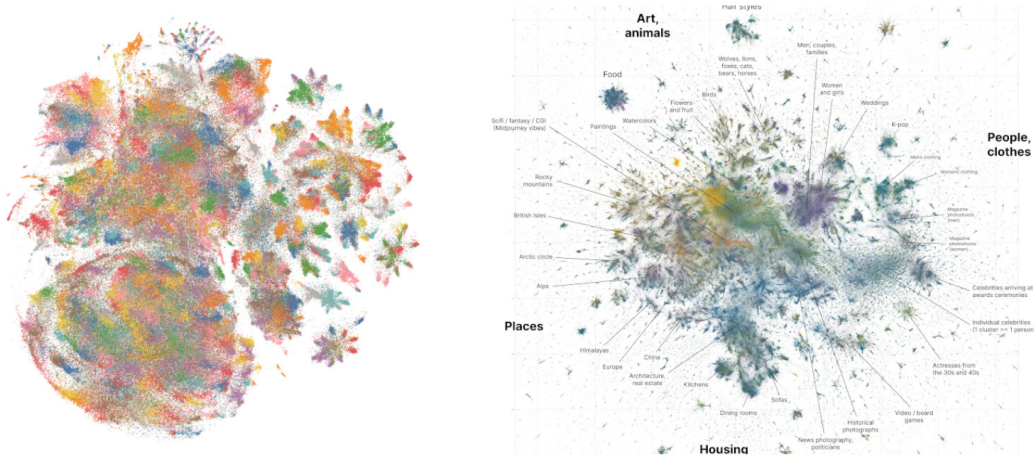 Hair styles
Art,
animals
Men, couples,
families
Wolves, lions,
foxes, cats,
bears, horses
Food
Birds
Women
and girls
Flowers
and fruit
Weddings
Scifi / fantasy / CGI
(Midjourney vibes)
Watercolors
Paintings
K-pop
People,
clothes
Mens clothing
Womens clothing
Rocky
mountains
Magazine
photoshoots
(men)
British isles
Magazine
photoshoots
(women)
Arctic circle
Alps
Celebrities arriving at
awards ceremonies
Places
Individual celebrities
(1 cluster == 1 person
Himalayas
China
Europe
Architecture,
real estate
Kitchens
Actresses from
the 30s and 40s
Sofas
Dining rooms
Video / board
games
Historical
photographs
News photography,
politicians
Housing